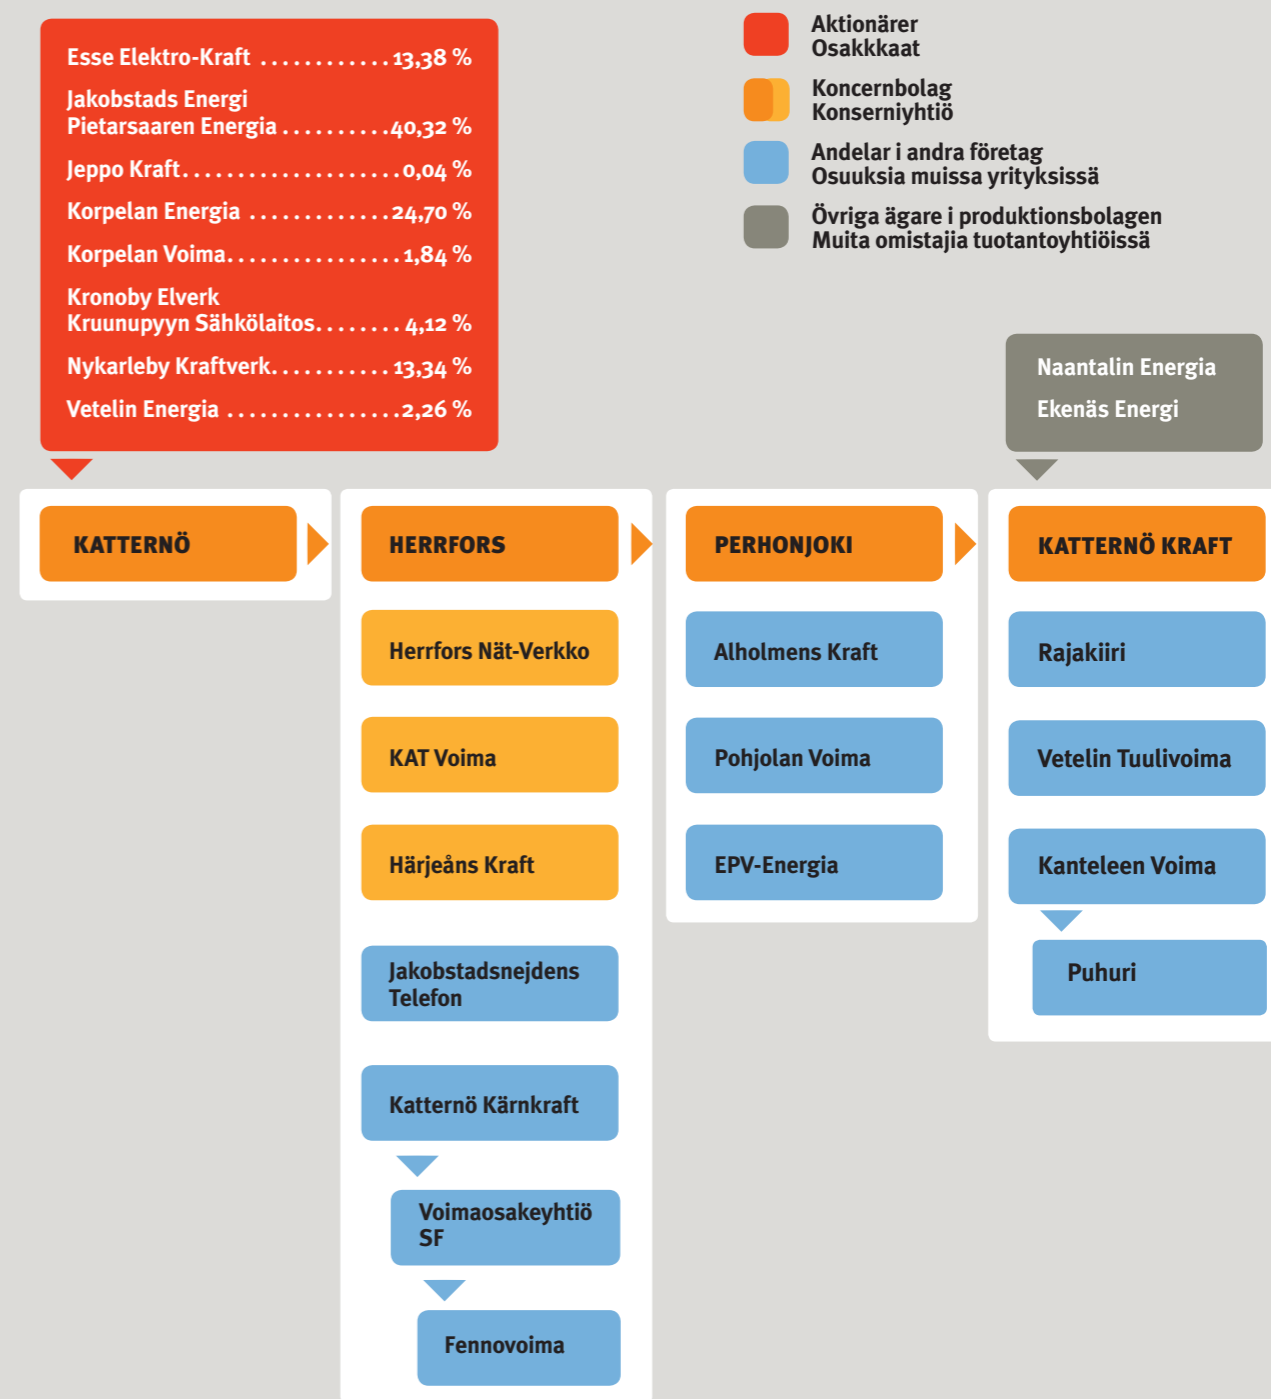 Esse Elektro-Kraft ............ 13,38 %
Jakobstads Energi
Pietarsaaren Energia .......... 40,32 %
Jeppo Kraft.................... 0,04 %
Korpelan Energia ............. 24,70 %
Korpelan Voima................ 1,84 %
Kronoby Elverk
Kruunupyyn Sähkölaitos........ 4,12 %
Nykarleby Kraftverk........... 13,34 %
Vetelin Energia ................ 2,26 %
Aktionärer
Osakkkaat
Koncernbolag
Konserniyhtiö
Andelar i andra företag
Osuuksia muissa yrityksissä
Övriga ägare i produktionsbolagen
Muita omistajia tuotantoyhtiöissä
Naantalin Energia
Ekenäs Energi
KATTERNÖ
HERRFORS
Herrfors Nät-Verkko
KAT Voima
Härjeåns Kraft
Jakobstadsnejdens
Telefon
Katternö Kärnkraft
Voimaosakeyhtiö
SF
Fennovoima
PERHONJOKI
Alholmens Kraft
Pohjolan Voima
EPV-Energia
KATTERNÖ KRAFT
Rajakiiri
Vetelin Tuulivoima
Kanteleen Voima
Puhuri